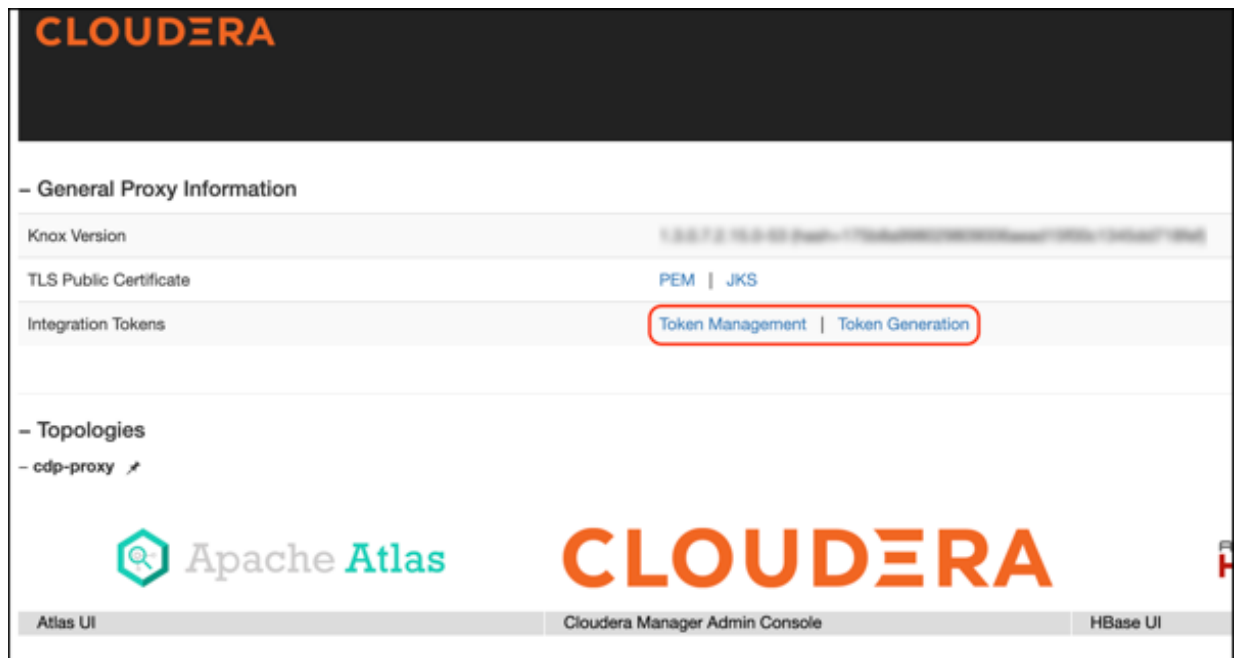 CLOUDERA
– General Proxy Information
Knox Version
TLS Public Certificate PEM | JKS
Integration Tokens Token Management | Token Generation
– Topologies
– cdp-proxy
Apache Atlas CLOUDERA
Atlas UI Cloudera Manager Admin Console HBase UI